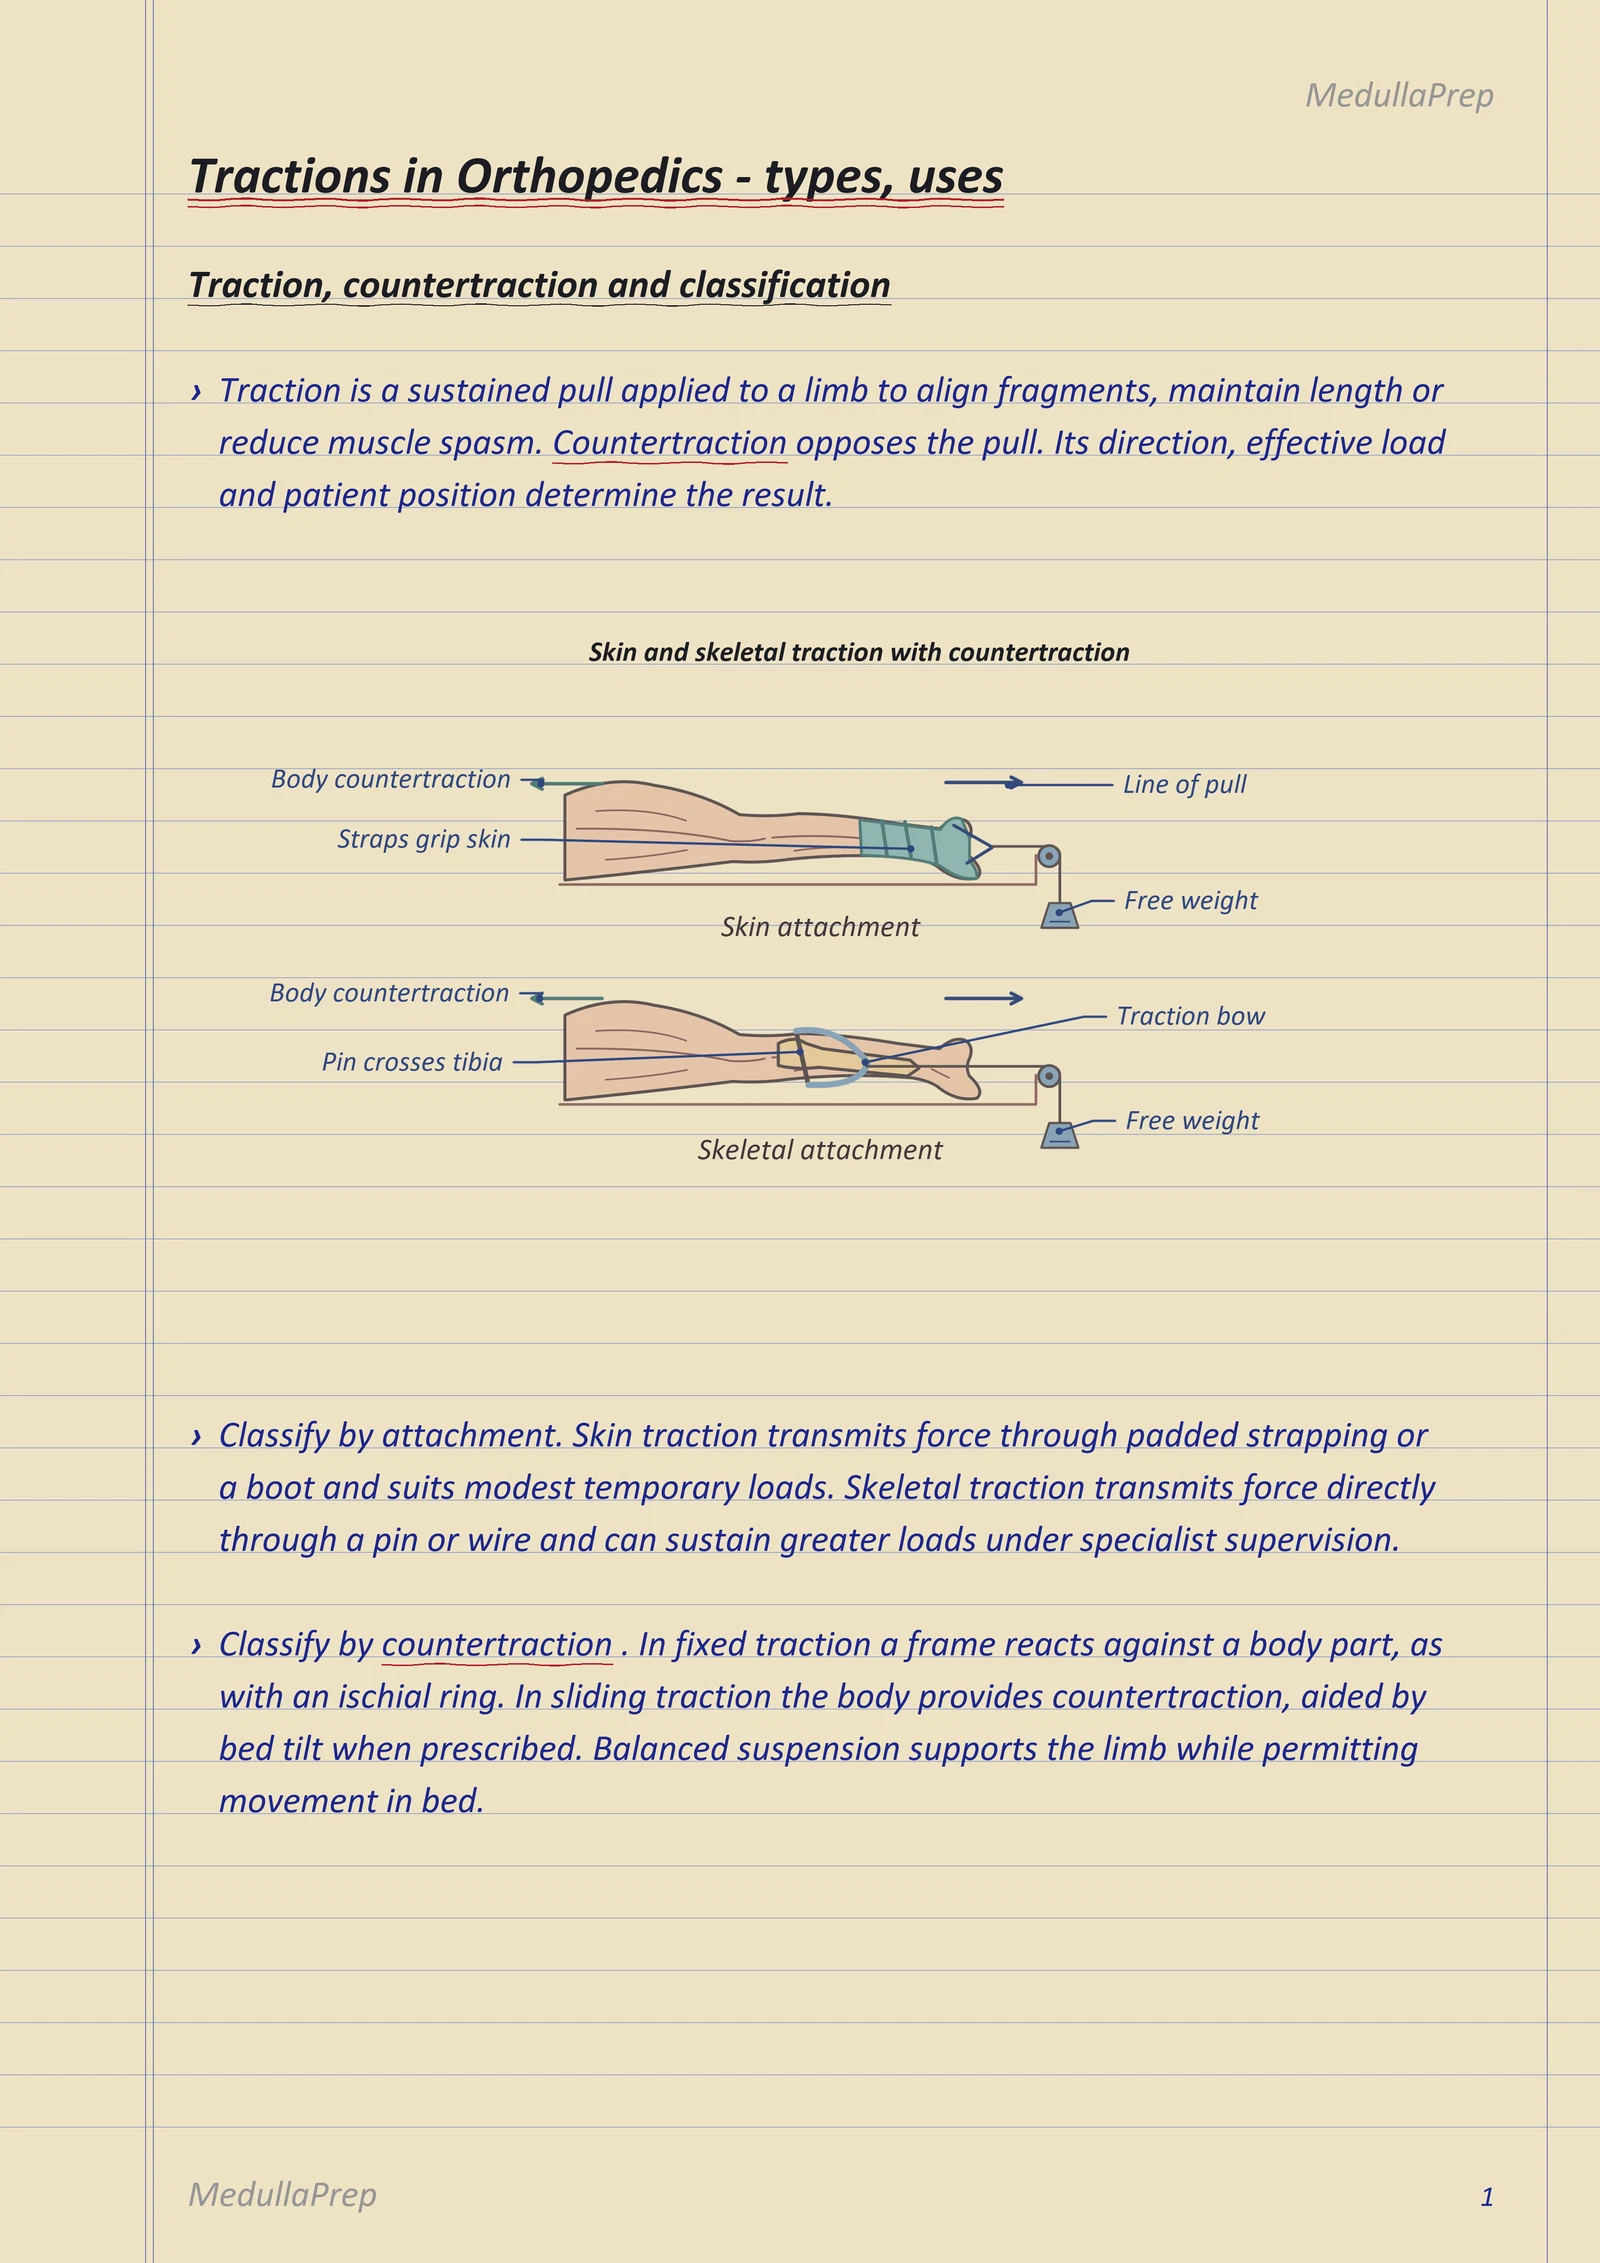 MedullaPrep
Tractions in Orthopedics - types, uses
Traction, countertraction and classification
› Traction is a sustained pull applied to a limb to align fragments, maintain length or
reduce muscle spasm. Countertraction opposes the pull. Its direction, effective load
and patient position determine the result.
Skin and skeletal traction with countertraction
Body countertraction
Line of pull
Straps grip skin
Free weight
Skin attachment
Body countertraction
Traction bow
Pin crosses tibia
Free weight
Skeletal attachment
› Classify by attachment. Skin traction transmits force through padded strapping or
a boot and suits modest temporary loads. Skeletal traction transmits force directly
through a pin or wire and can sustain greater loads under specialist supervision.
› Classify by countertraction . In fixed traction a frame reacts against a body part, as
with an ischial ring. In sliding traction the body provides countertraction, aided by
bed tilt when prescribed. Balanced suspension supports the limb while permitting
movement in bed.
MedullaPrep
1